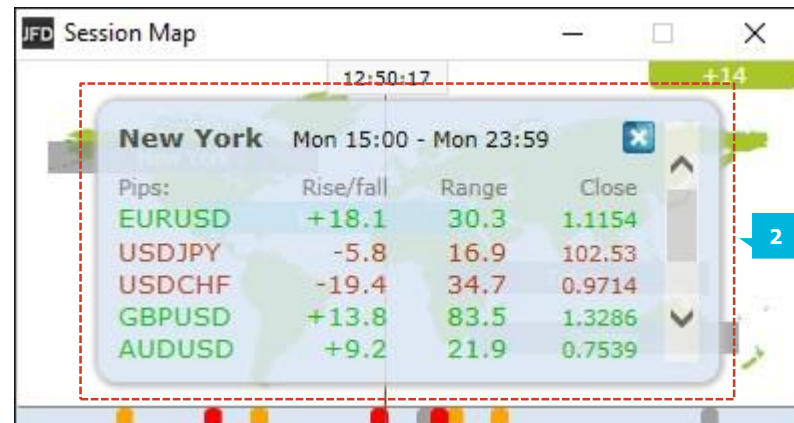 JFD Session Map
12:50:17
+14
New York Mon 15:00 - Mon 23:59
Pips: Rise/fall Range Close
EURUSD +18.1 30.3 1.1154
USDJPY -5.8 16.9 102.53
USDCHF -19.4 34.7 0.9714
GBPUSD +13.8 83.5 1.3286
AUDUSD +9.2 21.9 0.7539
2